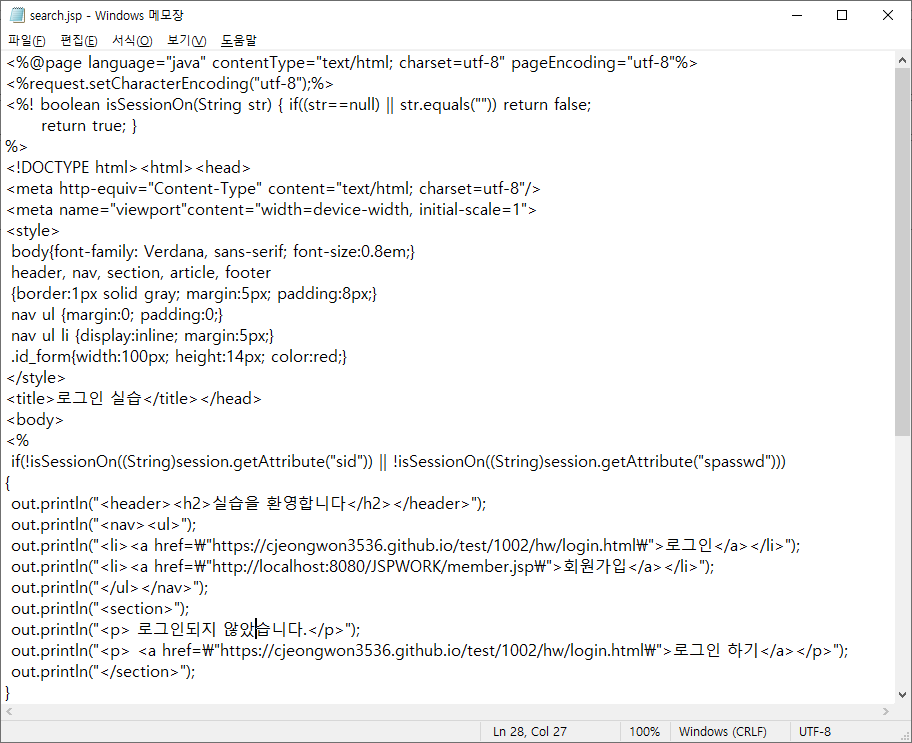 search.jsp - Windows 메모장
파일(F) 편집(E) 서식(O) 보기(V) 도움말
<%@page language="java" contentType="text/html; charset=utf-8" pageEncoding="utf-8"%>
<%request.setCharacterEncoding("utf-8");%>
<%! boolean isSessionOn(String str) { if((str==null) || str.equals("")) return false;
return true; }
%>
<!DOCTYPE html><html><head>
<meta http-equiv="Content-Type" content="text/html; charset=utf-8"/>
<meta name="viewport"content="width=device-width, initial-scale=1">
<style>
body{font-family: Verdana, sans-serif; font-size:0.8em;}
header, nav, section, article, footer
{border:1px solid gray; margin:5px; padding:8px;}
nav ul {margin:0; padding:0;}
nav ul li {display:inline; margin:5px;}
.id_form{width:100px; height:14px; color:red;}
</style>
<title>로그인 실습</title></head>
<body>
<%
if(!isSessionOn((String)session.getAttribute("sid")) || !isSessionOn((String)session.getAttribute("spasswd")))
{
out.println("<header><h2>실습을 환영합니다</h2></header>");
out.println("<nav><ul>");
out.println("<li><a href=₩"https://cjeongwon3536.github.io/test/1002/hw/login.html₩">로그인</a></li>");
out.println("<li><a href=₩"http://localhost:8080/JSPWORK/member.jsp₩">회원가입</a></li>");
out.println("</ul></nav>");
out.println("<section>");
out.println("<p> 로그인되지 않았습니다.</p>");
out.println("<p> <a href=₩"https://cjeongwon3536.github.io/test/1002/hw/login.html₩">로그인 하기</a></p>");
out.println("</section>");
}
Ln 28, Col 27 100% Windows (CRLF) UTF-8